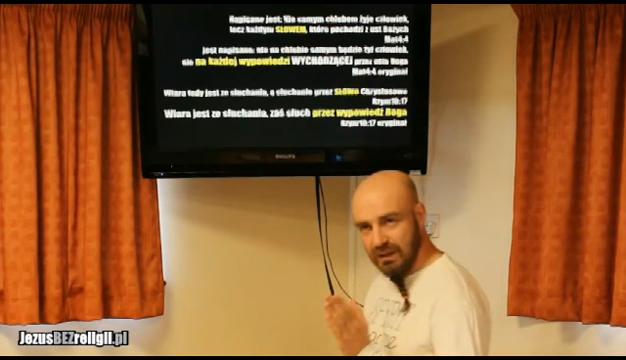 Napisane jest: Nie samym chlebem żyje człowiek,
lecz każdym SŁOWEM, które pochodzi z ust Bożych
Mat4:4
jest napisane: nie na chlebie samym będzie żył człowiek,
ale na każdej wypowiedzi WYCHODZĄCEJ przez usta Boga
Mat4:4 oryginał
Wiara tedy jest ze słuchania, a słuchanie przez SŁOWO Chrystusowe
Rzym10:17
Wiara jest ze słuchania, zaś słuch przez wypowiedź Boga
Rzym10:17 oryginał
PHILIPS
JezusBEZreligii.pl